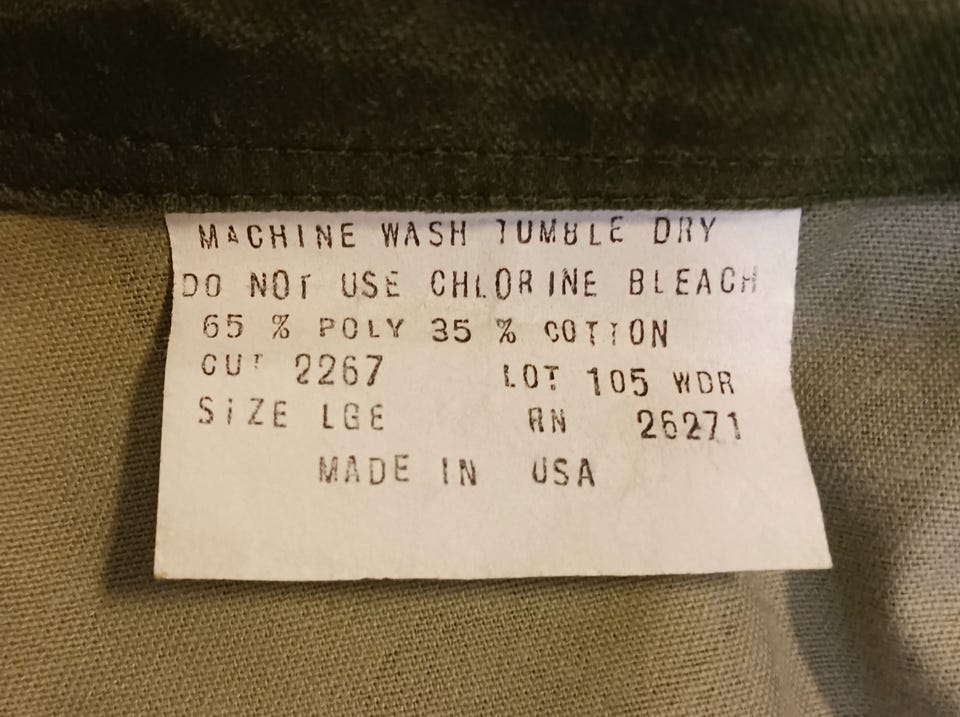 MACHINE WASH TUMBLE DRY
DO NOT USE CHLORINE BLEACH
65 % POLY 35 % COTTON
CUT 2267 LOT 105 WDR
SIZE LGE RN 26271
MADE IN USA